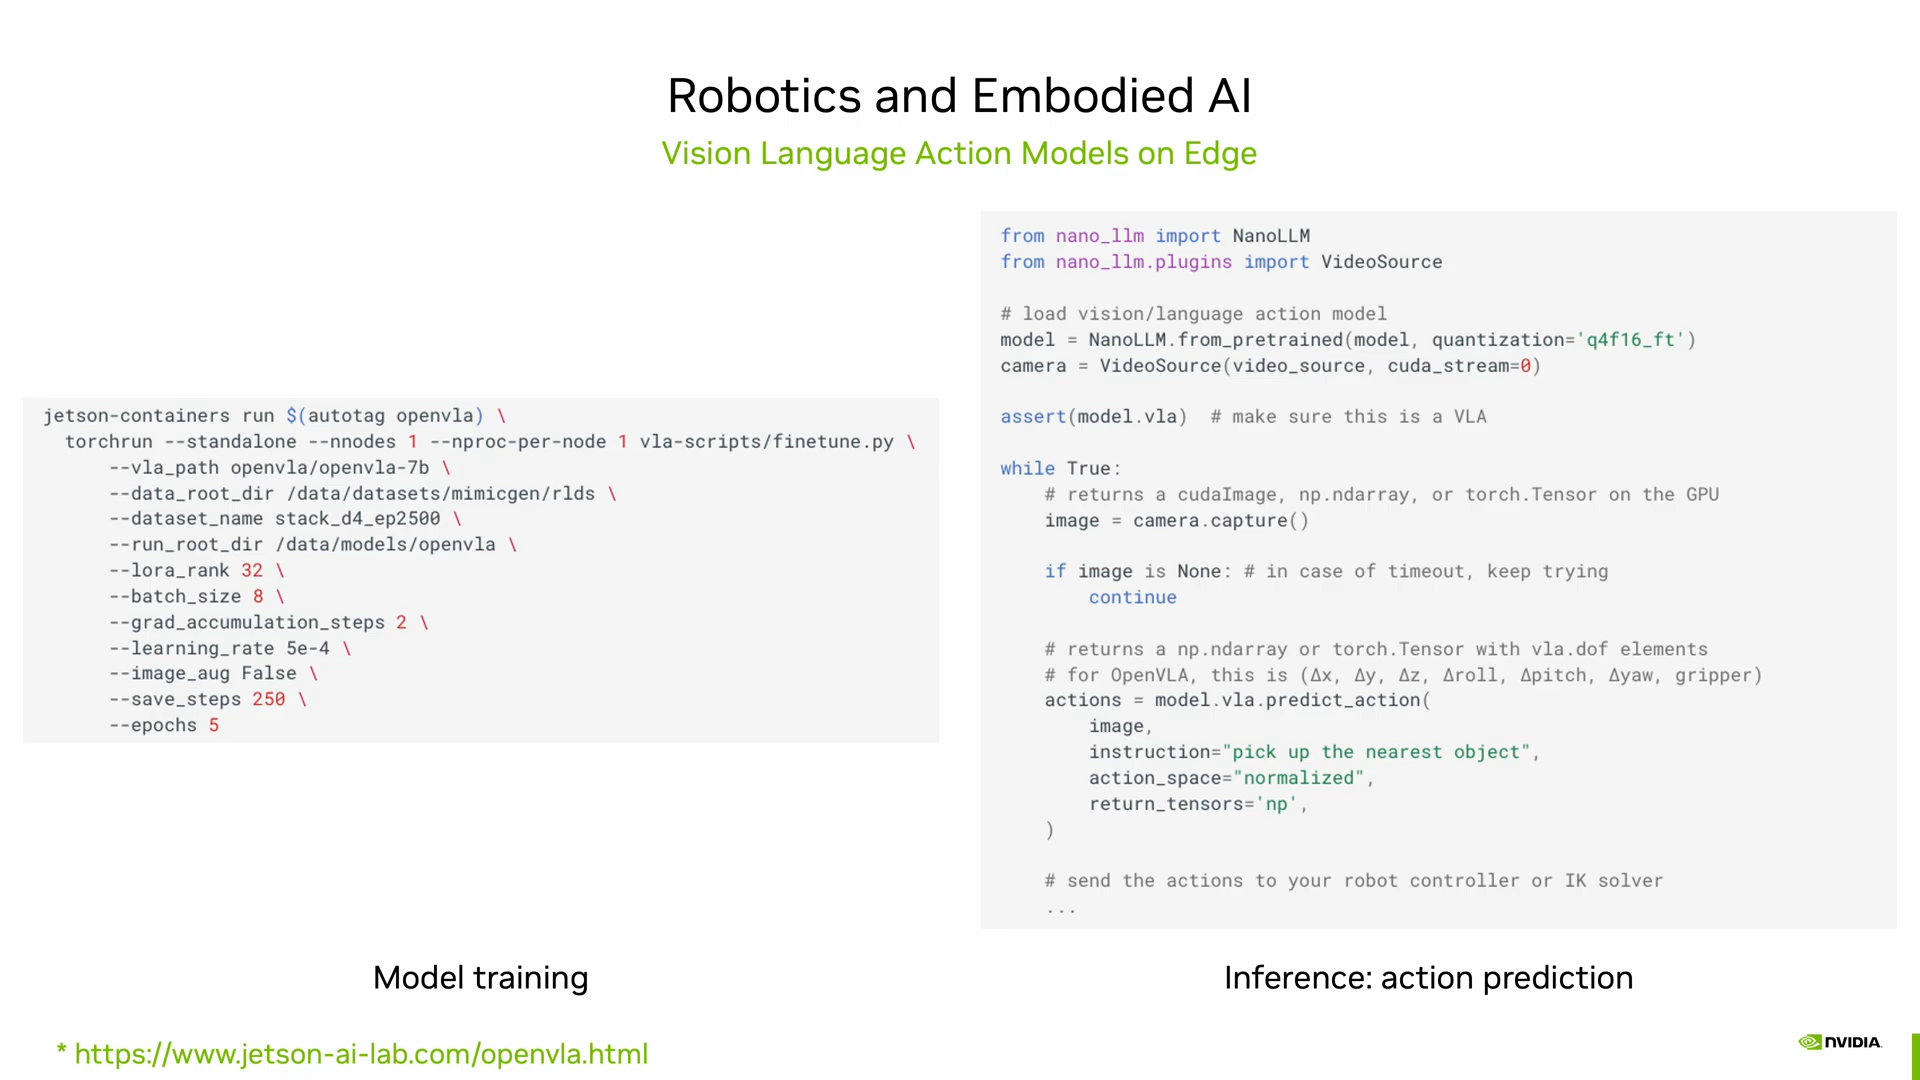 Robotics and Embodied AI
Vision Language Action Models on Edge
jetson-containers run $(autotag openvla) \
  torchrun --standalone --nnodes 1 --nproc-per-node 1 vla-scripts/finetune.py \
      --vla_path openvla/openvla-7b \
      --data_root_dir /data/datasets/mimicgen/rlds \
      --dataset_name stack_d4_ep2500 \
      --run_root_dir /data/models/openvla \
      --lora_rank 32 \
      --batch_size 8 \
      --grad_accumulation_steps 2 \
      --learning_rate 5e-4 \
      --image_aug False \
      --save_steps 250 \
      --epochs 5
Model training
from nano_llm import NanoLLM
from nano_llm.plugins import VideoSource
# load vision/language action model
model = NanoLLM.from_pretrained(model, quantization='q4f16_ft')
camera = VideoSource(video_source, cuda_stream=0)
assert(model.vla)  # make sure this is a VLA
while True:
    # returns a cudaImage, np.ndarray, or torch.Tensor on the GPU
    image = camera.capture()
    if image is None: # in case of timeout, keep trying
        continue
    # returns a np.ndarray or torch.Tensor with vla.dof elements
    # for OpenVLA, this is (Δx, Δy, Δz, Δroll, Δpitch, Δyaw, gripper)
    actions = model.vla.predict_action(
        image,
        instruction="pick up the nearest object",
        action_space="normalized",
        return_tensors='np',
    )
    # send the actions to your robot controller or IK solver
    ...
Inference: action prediction
* https://www.jetson-ai-lab.com/openvla.html
NVIDIA